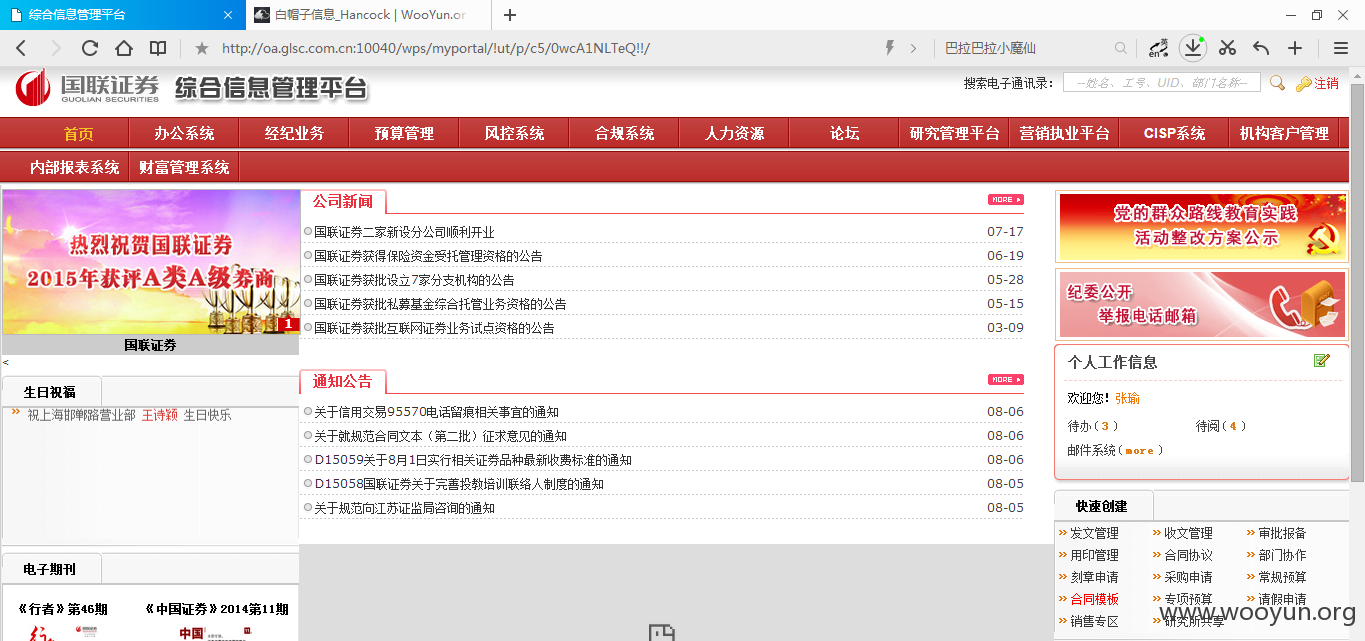 综合信息管理平台
白帽子信息_Hancock | WooYun.or
http://oa.glsc.com.cn:10040/wps/myportal/!ut/p/c5/0wcA1NLTeQ!!/
巴拉巴拉小魔仙
en
英
国联证券
GUOLIAN SECURITIES
综合信息管理平台
搜索电子通讯录:
--姓名、工号、UID、部门名称--
注销
首页 办公系统 经纪业务 预算管理 风控系统 合规系统 人力资源 论坛 研究管理平台 营销执业平台 CISP系统 机构客户管理
内部报表系统 财富管理系统
热烈祝贺国联证券
2015年获评A类A级券商
1
国联证券
<
生日祝福
祝上海邯郸路营业部 王诗颖 生日快乐
电子期刊
《行者》第46期 《中国证券》2014第11期
中国
公司新闻
MORE
国联证券二家新设分公司顺利开业 07-17
国联证券获得保险资金受托管理资格的公告 06-19
国联证券获批设立7家分支机构的公告 05-28
国联证券获批私募基金综合托管业务资格的公告 05-15
国联证券获批互联网证券业务试点资格的公告 03-09
通知公告
MORE
关于信用交易95570电话留痕相关事宜的通知 08-06
关于就规范合同文本（第二批）征求意见的通知 08-06
D15059关于8月1日实行相关证券品种最新收费标准的通知 08-06
D15058国联证券关于完善投教培训联络人制度的通知 08-05
关于规范向江苏证监局咨询的通知 08-05
党的群众路线教育实践
活动整改方案公示
纪委公开
举报电话邮箱
个人工作信息
欢迎您！张瑜
待办( 3 ) 待阅( 4 )
邮件系统( more )
快速创建
发文管理 收文管理 审批报备
用印管理 合同协议 部门协作
刻章申请 采购申请 常规预算
合同模板 专项预算 请假申请
销售专区 研究所共享
www.wooyun.org